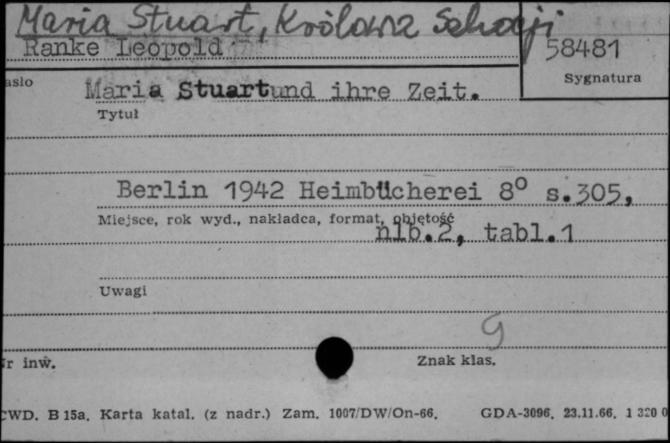 Maria Stuart, Królowa Szkocji
Ranke Leopold
58481
asło
Sygnatura
Maria Stuart und ihre Zeit.
Tytuł
Berlin 1942 Heimbücherei 8° s.305,
Miejsce, rok wyd., nakładca, format, objętość
nlb.2, tabl.1
Uwagi
9
r inw.
Znak klas.
CWD. B 15a. Karta katal. (z nadr.) Zam. 1007/DW/On-66. GDA-3096. 23.11.66. 1 320 0